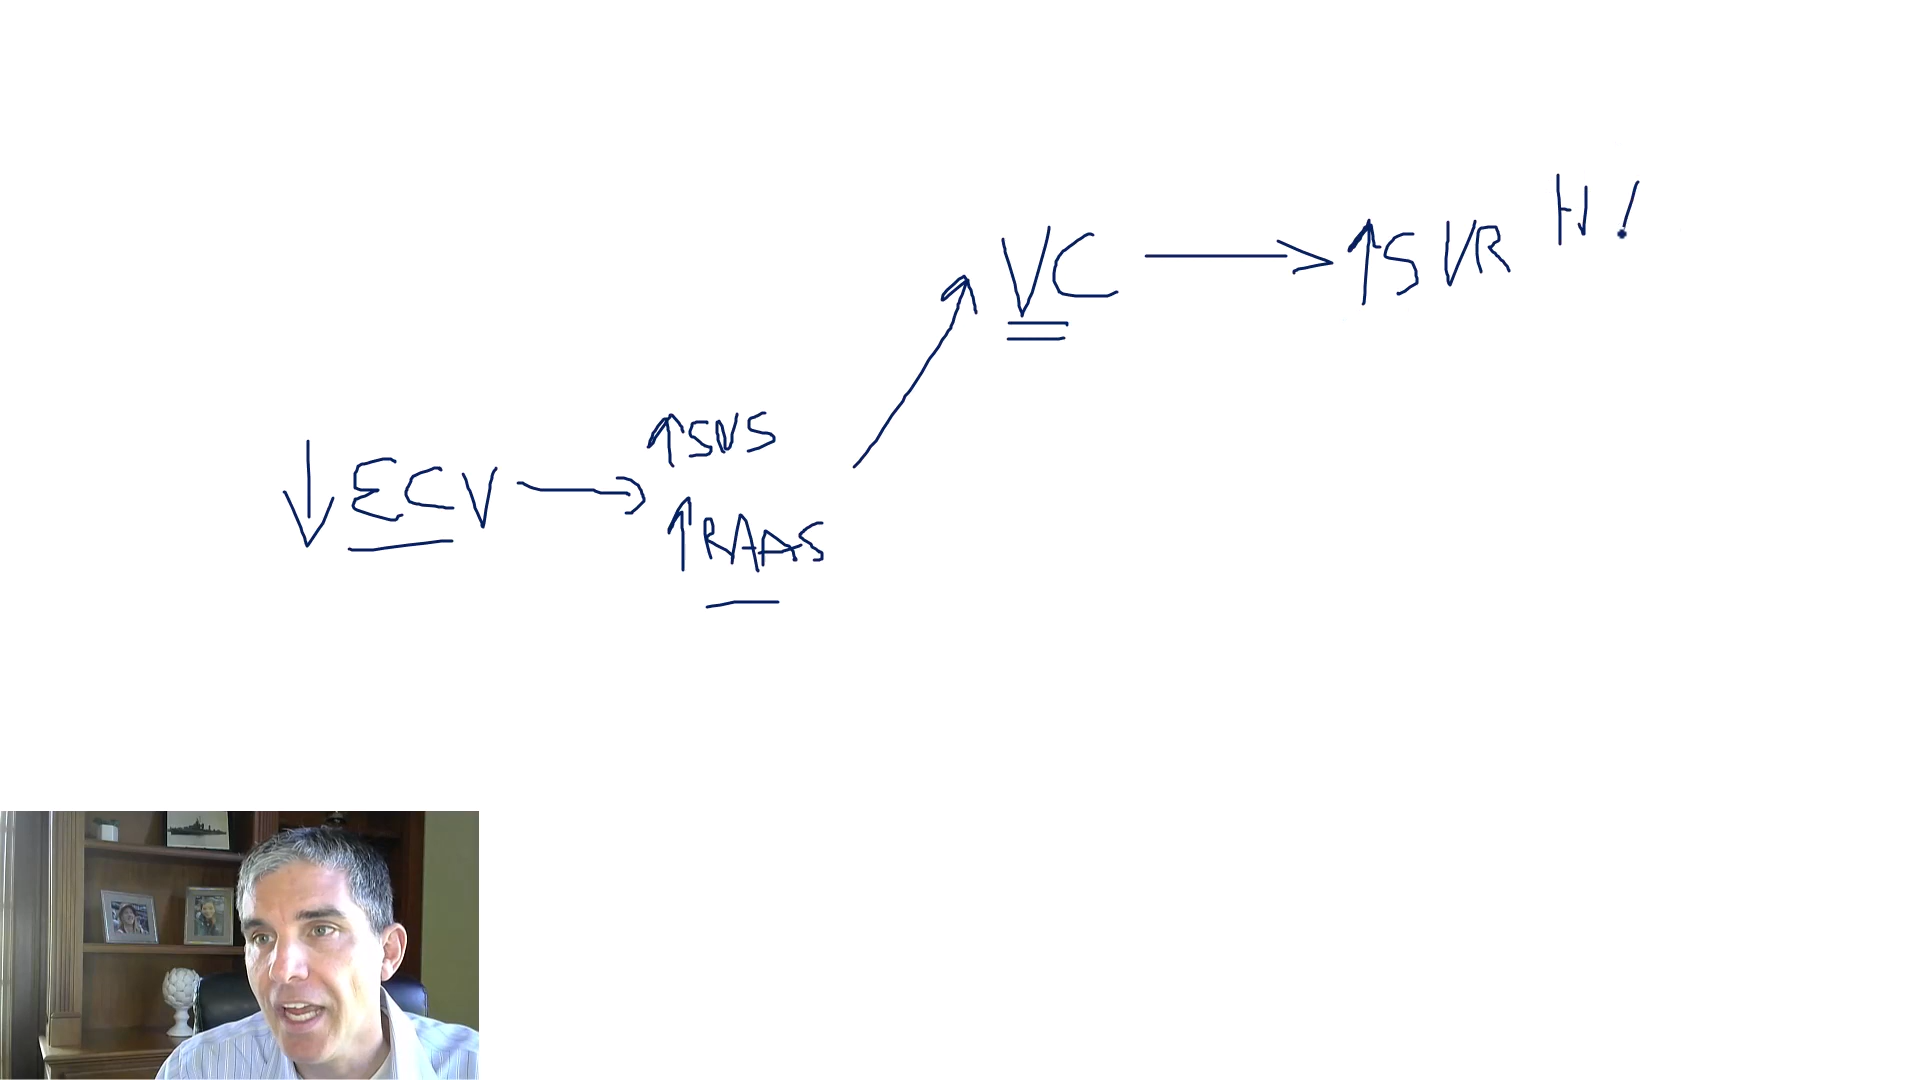 ↓ECV → ↑SNS
↑RAAS
VC → ↑SVR